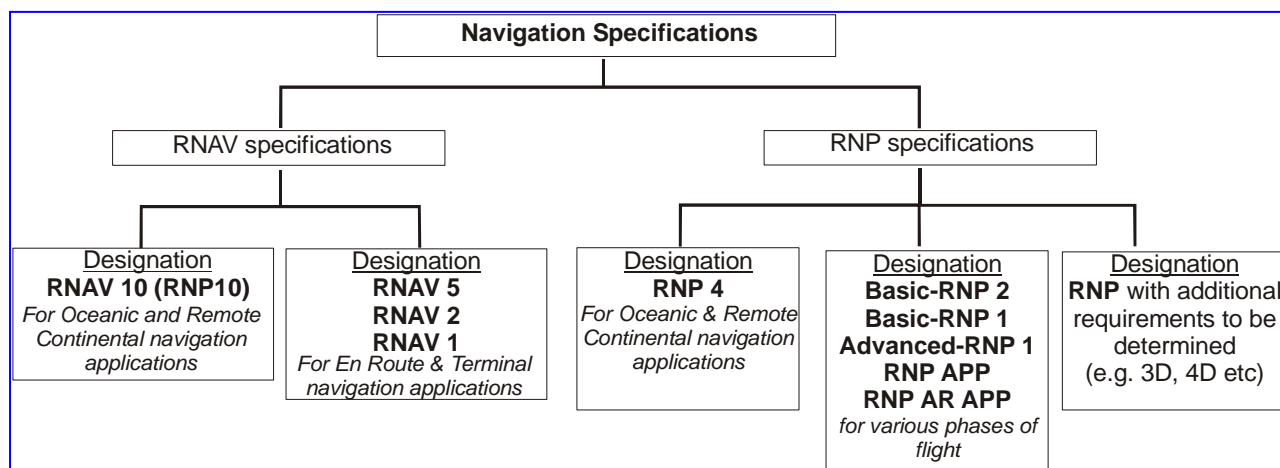 Navigation Specifications
RNAV specifications
RNP specifications
Designation
RNAV 10 (RNP10)
For Oceanic and Remote
Continental navigation
applications
Designation
RNAV 5
RNAV 2
RNAV 1
For En Route & Terminal
navigation applications
Designation
RNP 4
For Oceanic & Remote
Continental navigation
applications
Designation
Basic-RNP 2
Basic-RNP 1
Advanced-RNP 1
RNP APP
RNP AR APP
for various phases of
flight
Designation
RNP with additional
requirements to be
determined
(e.g. 3D, 4D etc)